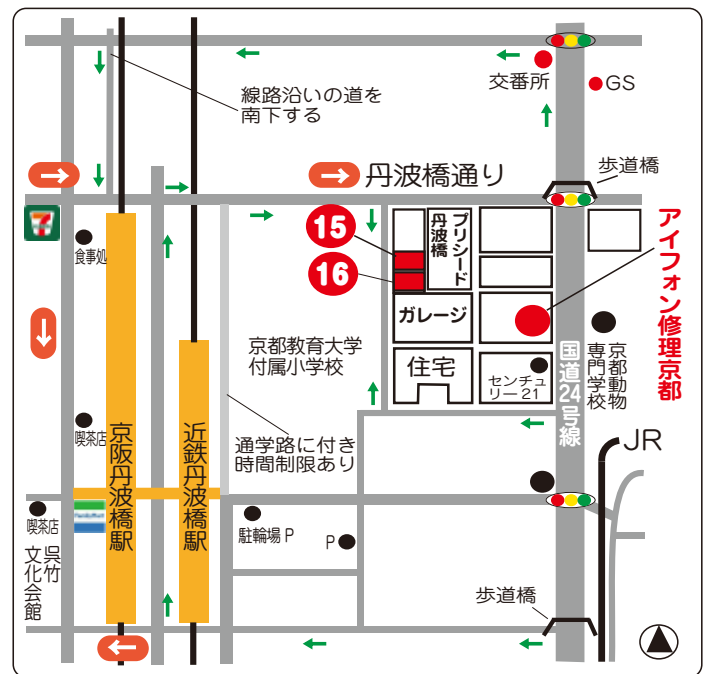 線路沿いの道を
南下する
交番所
GS
丹波橋通り
歩道橋
7
食事処
15
16
プリシード
丹波橋
アイフォン修理京都
ガレージ
住宅
センチュ
リー21
国道24号線
京都動物
専門学校
京都教育大学
付属小学校
喫茶店
京阪丹波橋駅
近鉄丹波橋駅
通学路に付き
時間制限あり
JR
喫茶店
呉竹
文化会館
駐輪場 P
P
歩道橋